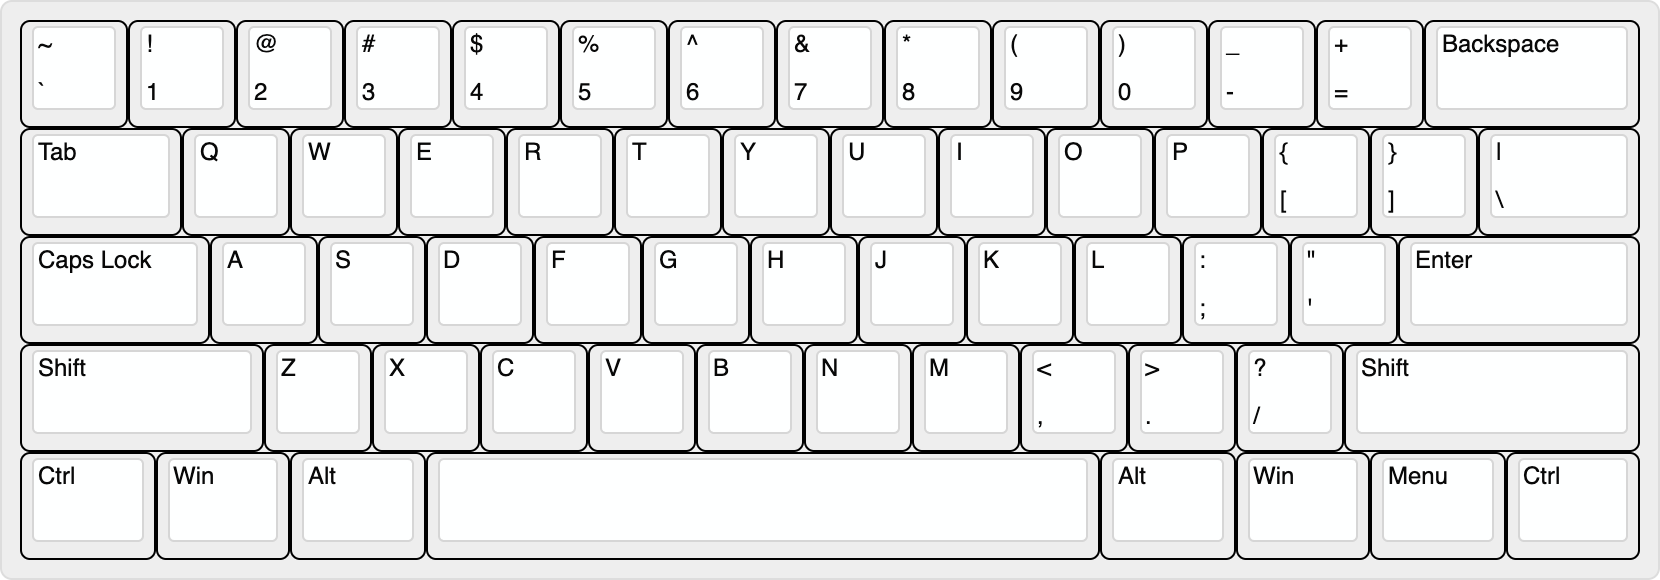 ~ ! @ # $ % ^ & * ( ) _ + Backspace
` 1 2 3 4 5 6 7 8 9 0 - =
Tab Q W E R T Y U I O P { } |
[ ] \
Caps Lock A S D F G H J K L : " Enter
; '
Shift Z X C V B N M < > ? Shift
, . /
Ctrl Win Alt Alt Win Menu Ctrl